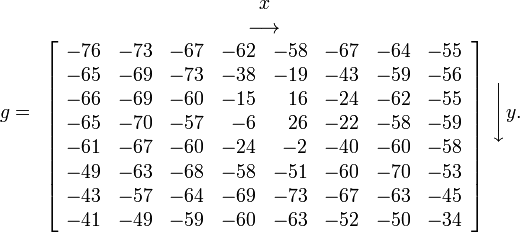 x
⟶
−76 −73 −67 −62 −58 −67 −64 −55
−65 −69 −73 −38 −19 −43 −59 −56
−66 −69 −60 −15 16 −24 −62 −55
g = −65 −70 −57 −6 26 −22 −58 −59 ↓ y.
−61 −67 −60 −24 −2 −40 −60 −58
−49 −63 −68 −58 −51 −60 −70 −53
−43 −57 −64 −69 −73 −67 −63 −45
−41 −49 −59 −60 −63 −52 −50 −34